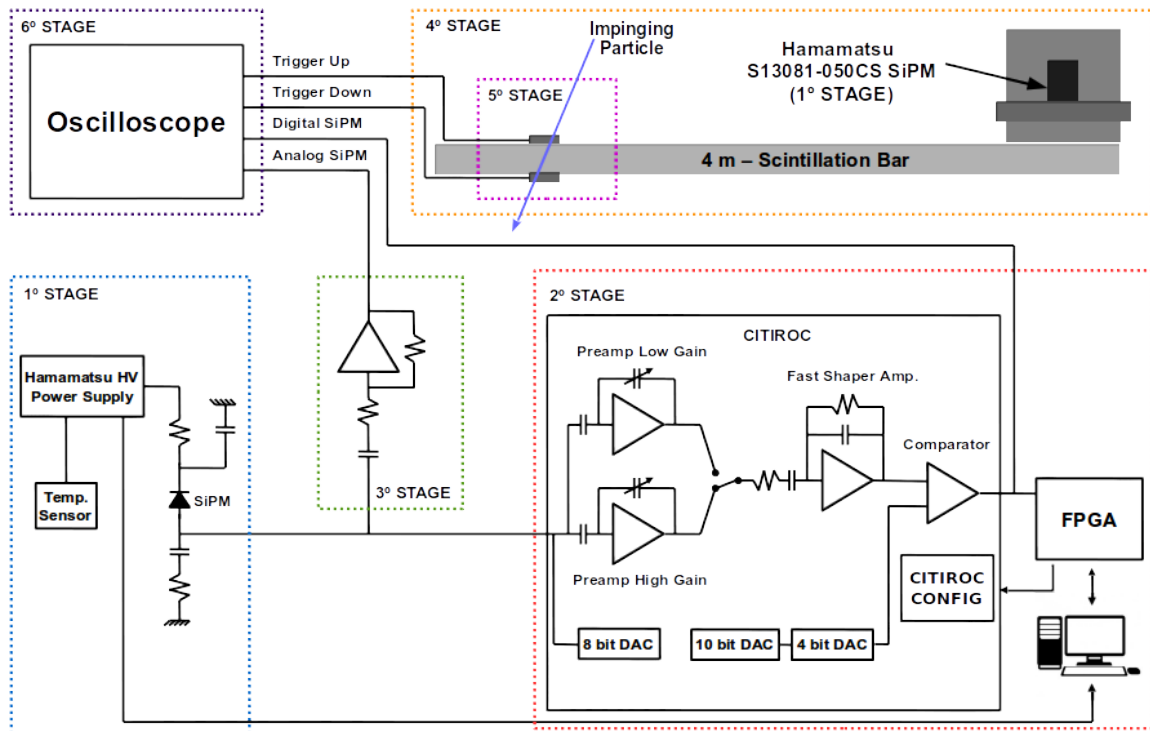 6º STAGE
Oscilloscope
Trigger Up
Trigger Down
Digital SiPM
Analog SiPM
4º STAGE
Impinging
Particle
5º STAGE
Hamamatsu
S13081-050CS SiPM
(1º STAGE)
4 m – Scintillation Bar
1º STAGE
Hamamatsu HV
Power Supply
Temp.
Sensor
SiPM
3º STAGE
2º STAGE
CITIROC
Preamp Low Gain
Fast Shaper Amp.
Comparator
Preamp High Gain
FPGA
CITIROC
CONFIG
8 bit DAC
10 bit DAC
4 bit DAC